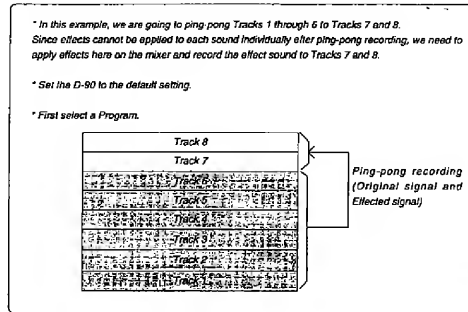 * In this example, we are going to ping-pong Tracks 1 through 6 to Tracks 7 and 8.
Since effects cannot be applied to each sound individually after ping-pong recording, we need to
apply effects here on the mixer and record the effect sound to Tracks 7 and 8.
* Set the D-90 to the default setting.
* First select a Program.
Track 8
Track 7
Track 6
Track 5
Track 4
Track 3
Track 2
Track 1
Ping-pong recording
(Original signal and
Effected signal)